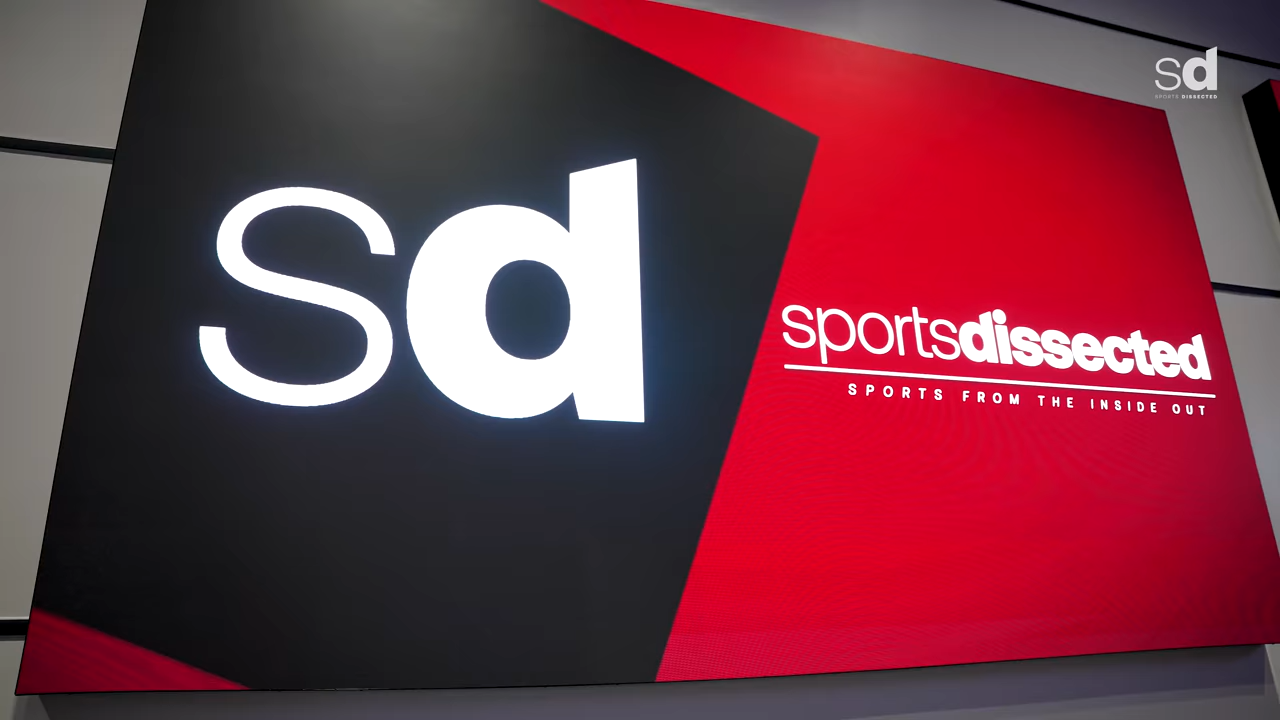 sd
SPORTS DISSECTED
sd
sportsdissected
SPORTS FROM THE INSIDE OUT